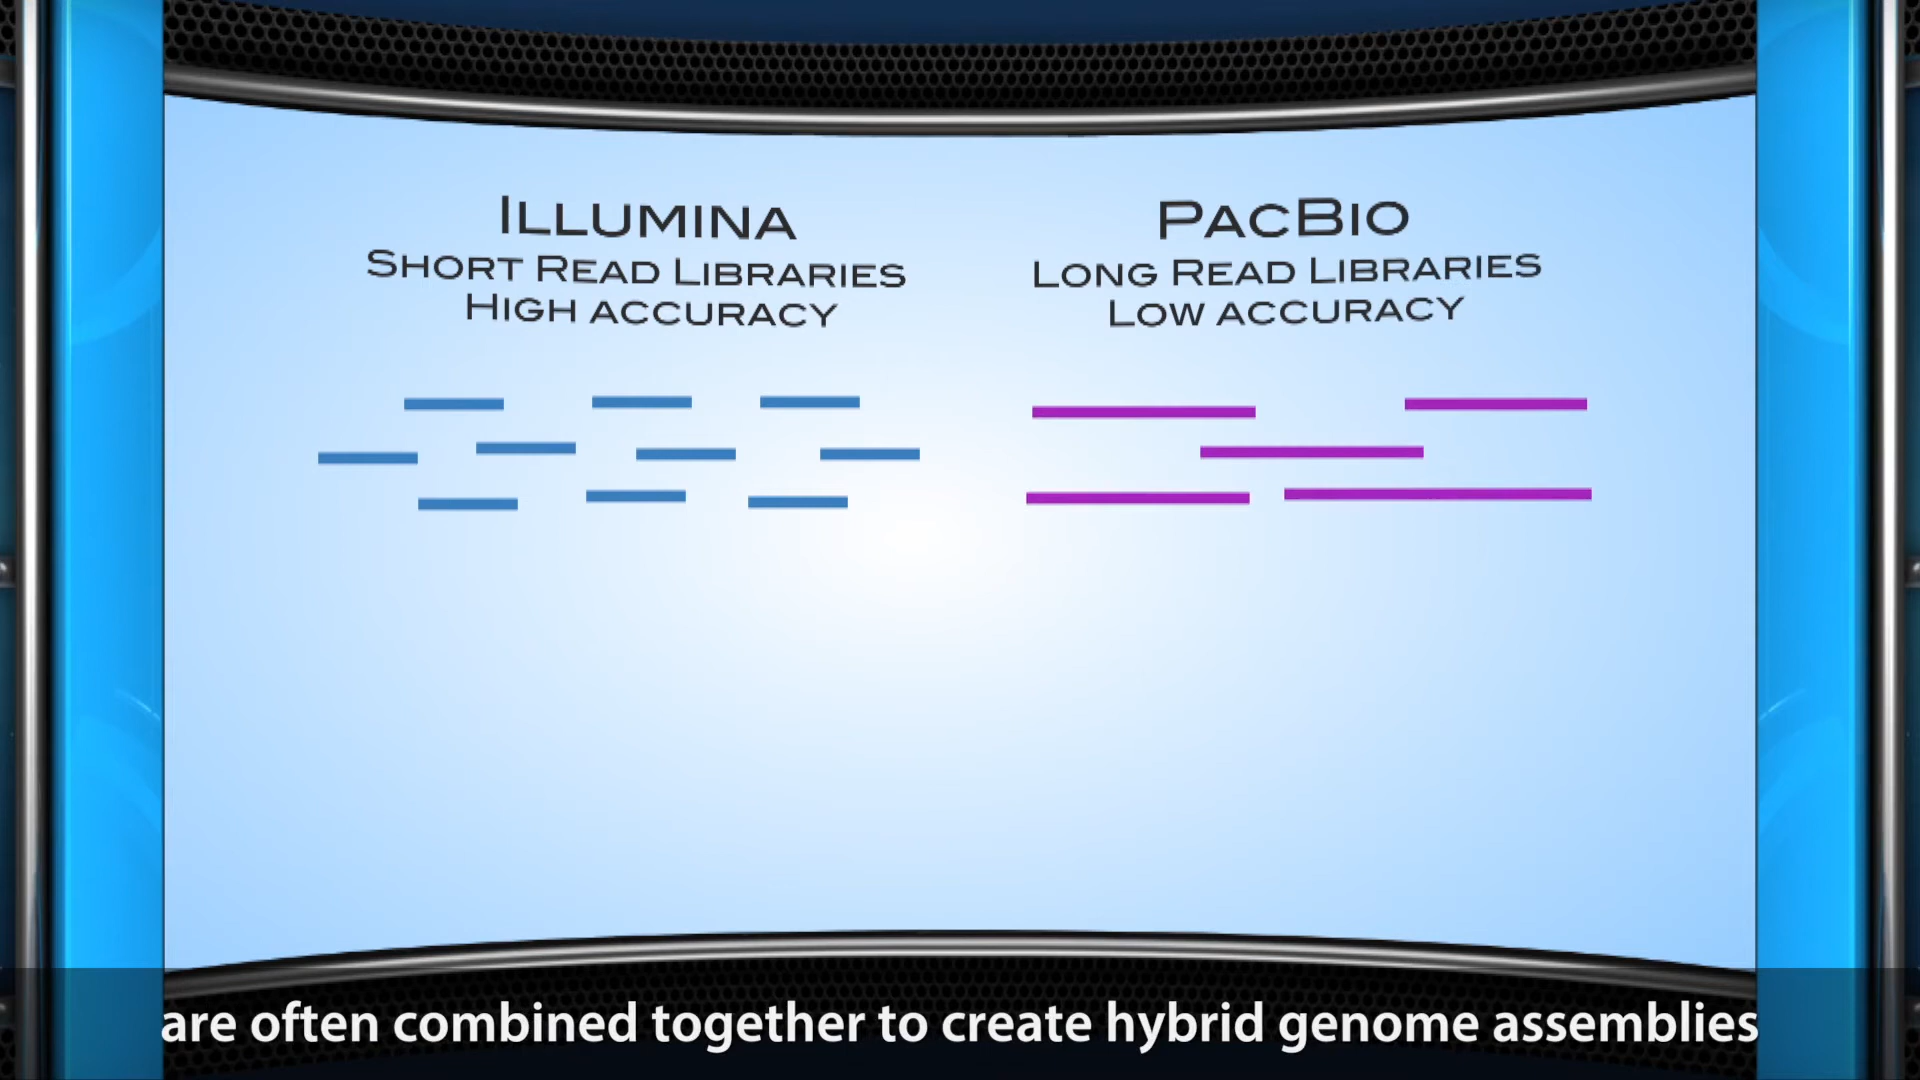 Illumina
Short Read Libraries
High accuracy
PacBio
Long Read Libraries
Low accuracy
are often combined together to create hybrid genome assemblies